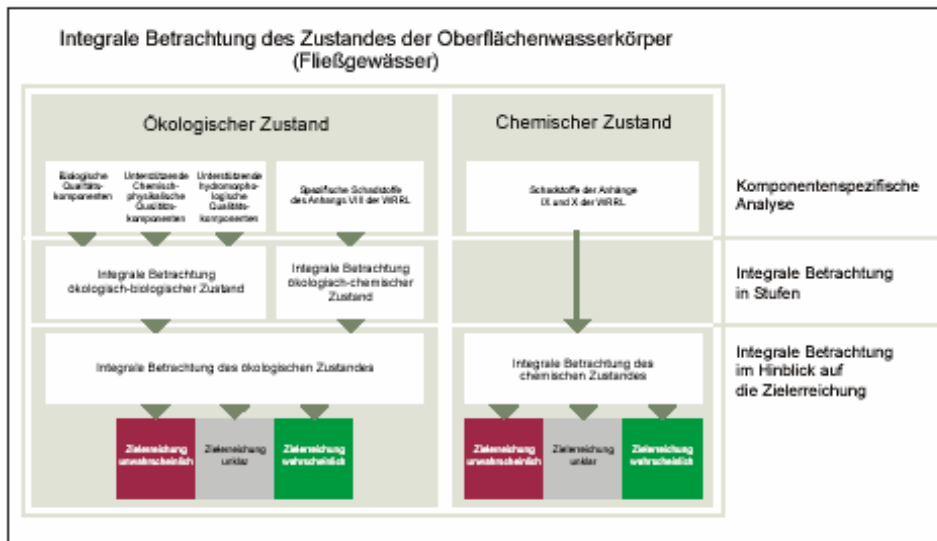 Integrale Betrachtung des Zustandes der Oberflächenwasserkörper
(Fließgewässer)
Ökologischer Zustand
Chemischer Zustand
Biologische
Qualitäts-
komponenten
Unterstützende
Chemisch-
physikalische
Qualitäts-
komponenten
Unterstützende
hydromorpho-
logische
Qualitäts-
komponenten
Spezifische Schadstoffe
des Anhangs VIII der WRRL
Schadstoffe der Anhänge
IX und X der WRRL
Komponentenspezifische
Analyse
Integrale Betrachtung
ökologisch-biologischer Zustand
Integrale Betrachtung
ökologisch-chemischer
Zustand
Integrale Betrachtung
in Stufen
Integrale Betrachtung des ökologischen Zustandes
Integrale Betrachtung des
chemischen Zustandes
Integrale Betrachtung
im Hinblick auf
die Zielerreichung
Zielerreichung
unwahrscheinlich
Zielerreichung
unklar
Zielerreichung
wahrscheinlich
Zielerreichung
unwahrscheinlich
Zielerreichung
unklar
Zielerreichung
wahrscheinlich